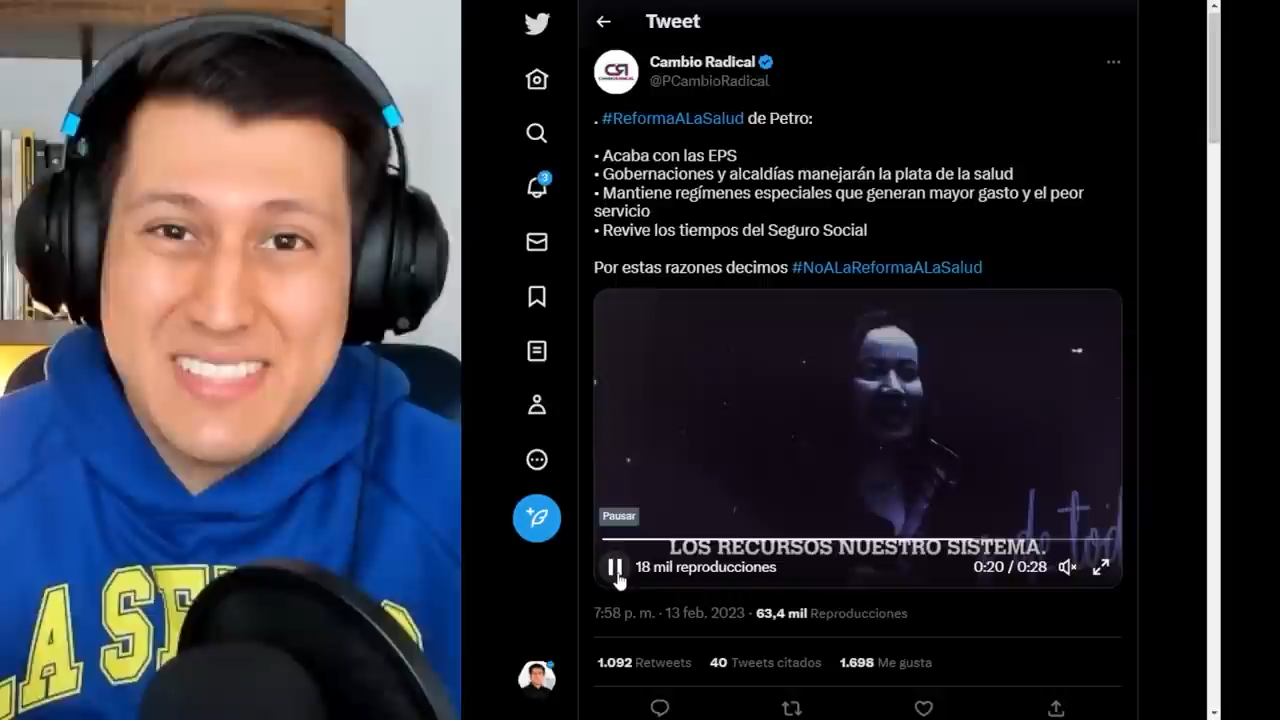 Tweet
Cambio Radical
@PCambioRadical
. #ReformaALaSalud de Petro:
• Acaba con las EPS
• Gobernaciones y alcaldías manejarán la plata de la salud
• Mantiene regímenes especiales que generan mayor gasto y el peor
servicio
• Revive los tiempos del Seguro Social
Por estas razones decimos #NoALaReformaALaSalud
Pausar
LOS RECURSOS NUESTRO SISTEMA.
18 mil reproducciones
0:20 / 0:28
7:58 p. m. · 13 feb. 2023 · 63,4 mil Reproducciones
1.092 Retweets 40 Tweets citados 1.698 Me gusta
3